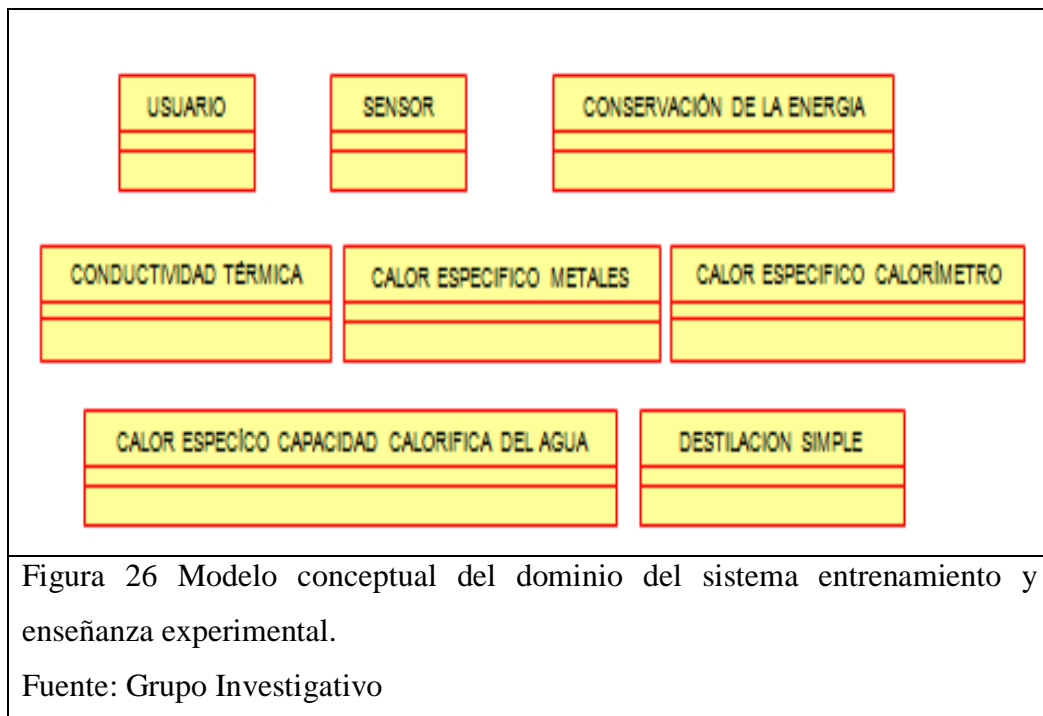 USUARIO SENSOR CONSERVACIÓN DE LA ENERGIA
CONDUCTIVIDAD TÉRMICA CALOR ESPECIFICO METALES CALOR ESPECIFICO CALORÍMETRO
CALOR ESPECÍCO CAPACIDAD CALORIFICA DEL AGUA DESTILACION SIMPLE
Figura 26 Modelo conceptual del dominio del sistema entrenamiento y
enseñanza experimental.
Fuente: Grupo Investigativo